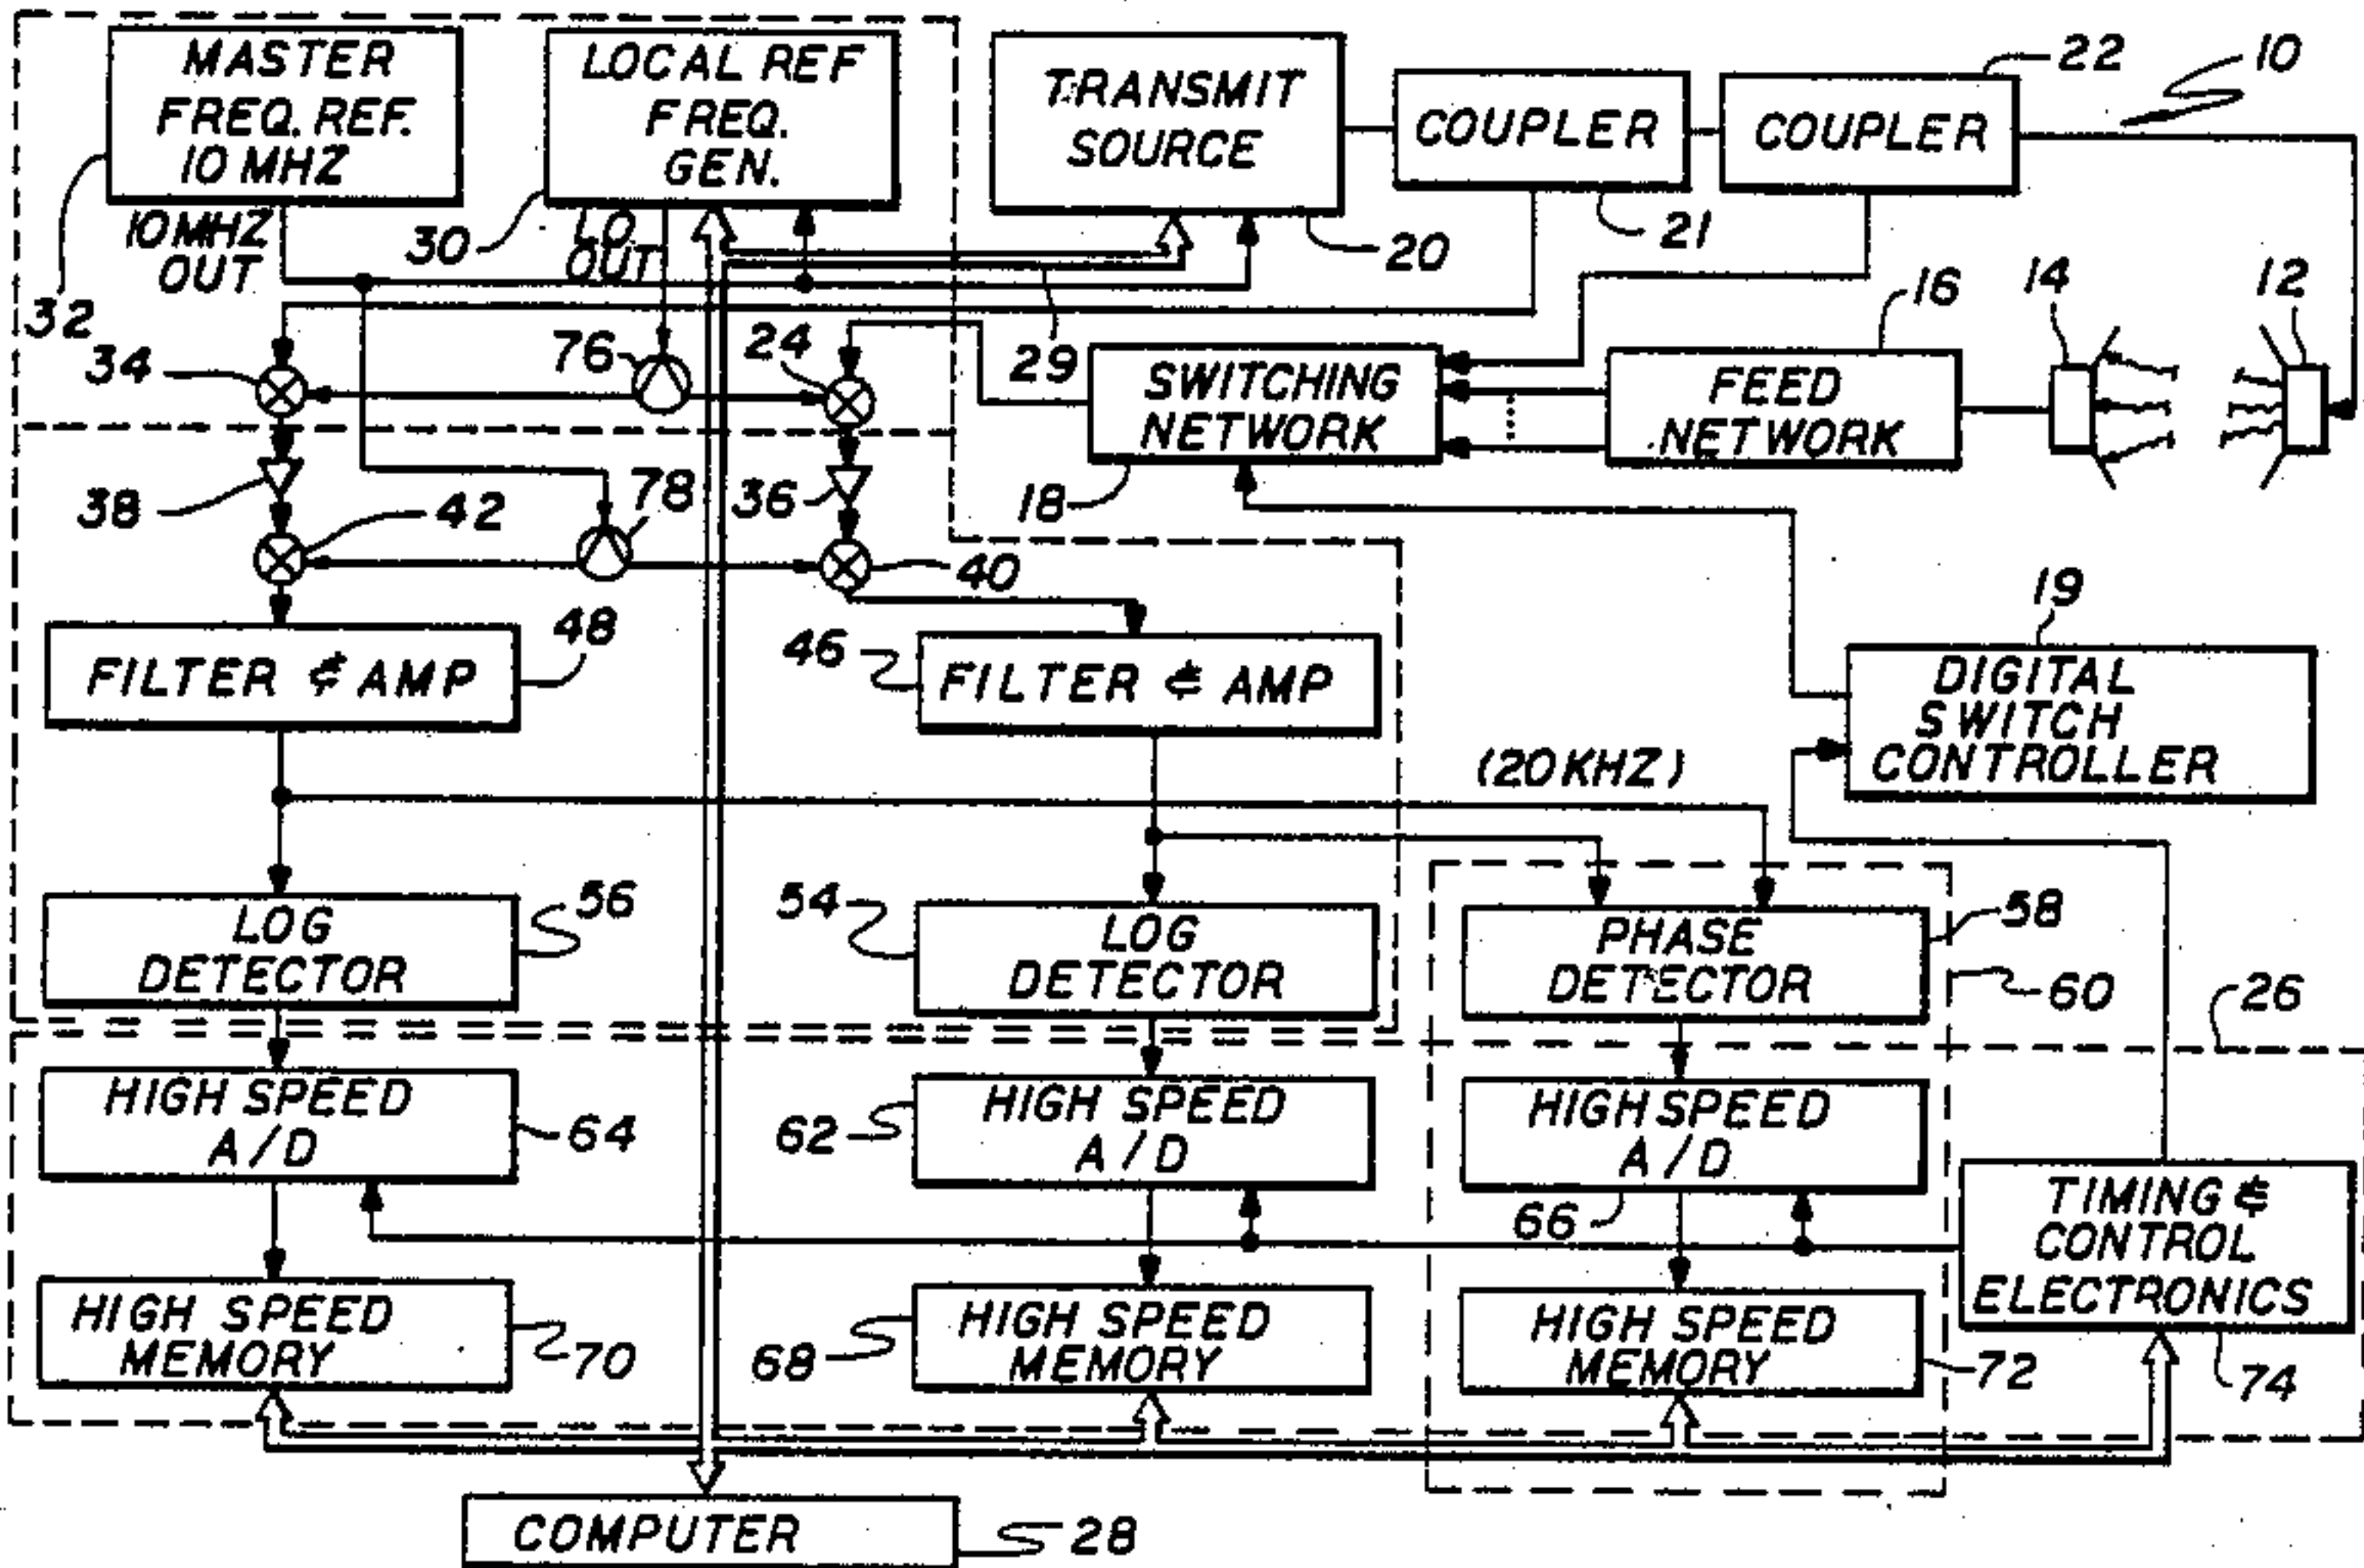 MASTER
FREQ. REF.
10 MHZ
LOCAL REF
FREQ.
GEN.
TRANSMIT
SOURCE
COUPLER
COUPLER
22
10
32
10 MHZ
OUT
30
LO
OUT
20
21
16
14
12
34
76
24
29
SWITCHING
NETWORK
FEED
NETWORK
38
42
78
36
18
40
19
FILTER & AMP
48
46
FILTER & AMP
DIGITAL
SWITCH
CONTROLLER
(20 KHZ)
LOG
DETECTOR
56
54
LOG
DETECTOR
PHASE
DETECTOR
58
60
26
HIGH SPEED
A/D
64
62
HIGH SPEED
A/D
HIGH SPEED
A/D
66
TIMING &
CONTROL
ELECTRONICS
HIGH SPEED
MEMORY
70
68
HIGH SPEED
MEMORY
HIGH SPEED
MEMORY
72
74
COMPUTER
28